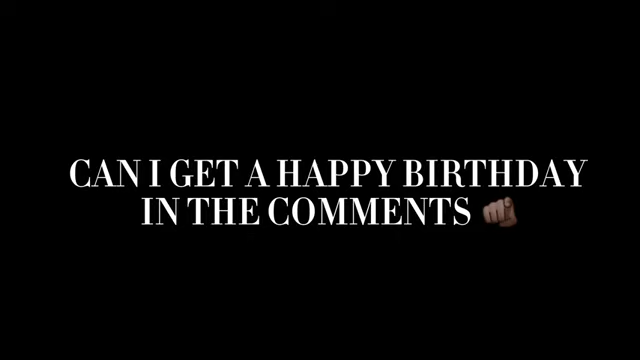 CAN I GET A HAPPY BIRTHDAY
IN THE COMMENTS 🫵